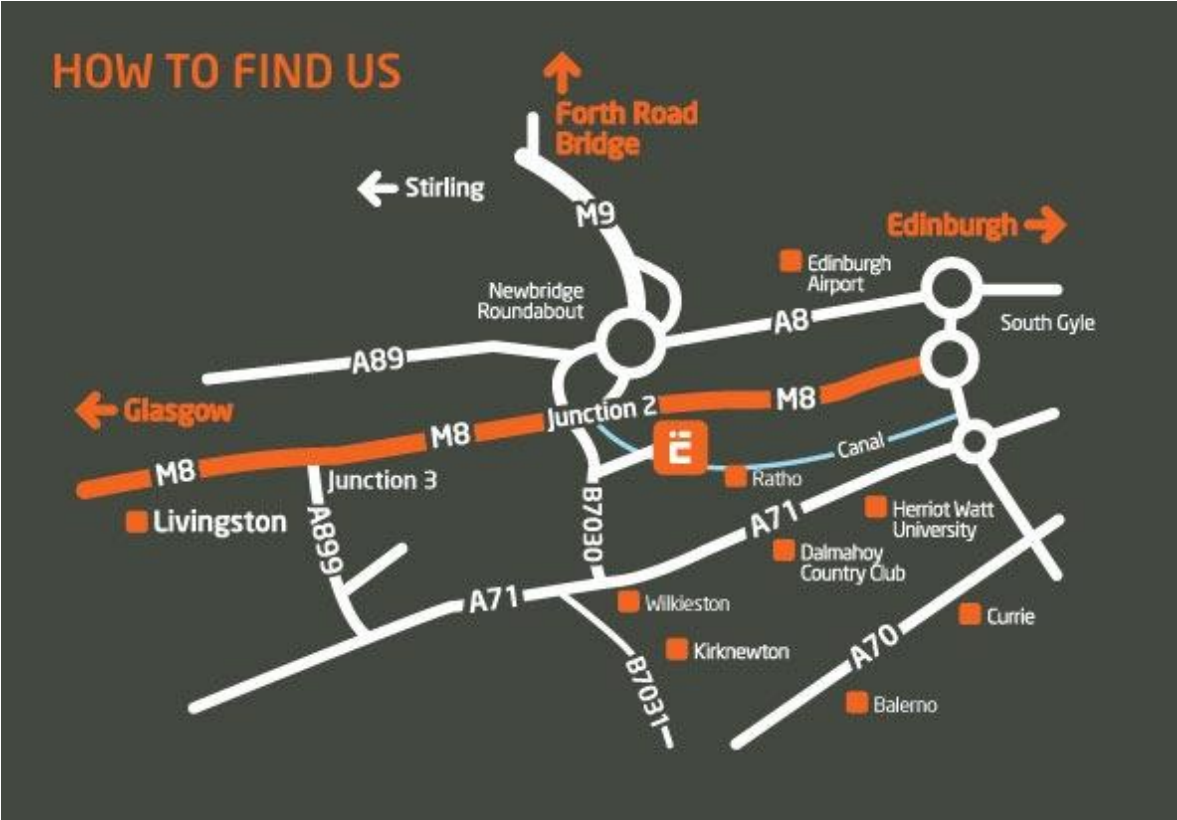 HOW TO FIND US
Forth Road
Bridge
Stirling
M9
Edinburgh
Edinburgh
Airport
Newbridge
Roundabout
A8
South Gyle
A89
Glasgow
Junction 2
M8
M8
M8
Canal
Junction 3
Ratho
Livingston
A899
B7030
A71
Herriot Watt
University
Dalmahoy
Country Club
A71
Wilkieston
Currie
Kirknewton
A70
B7031
Balerno